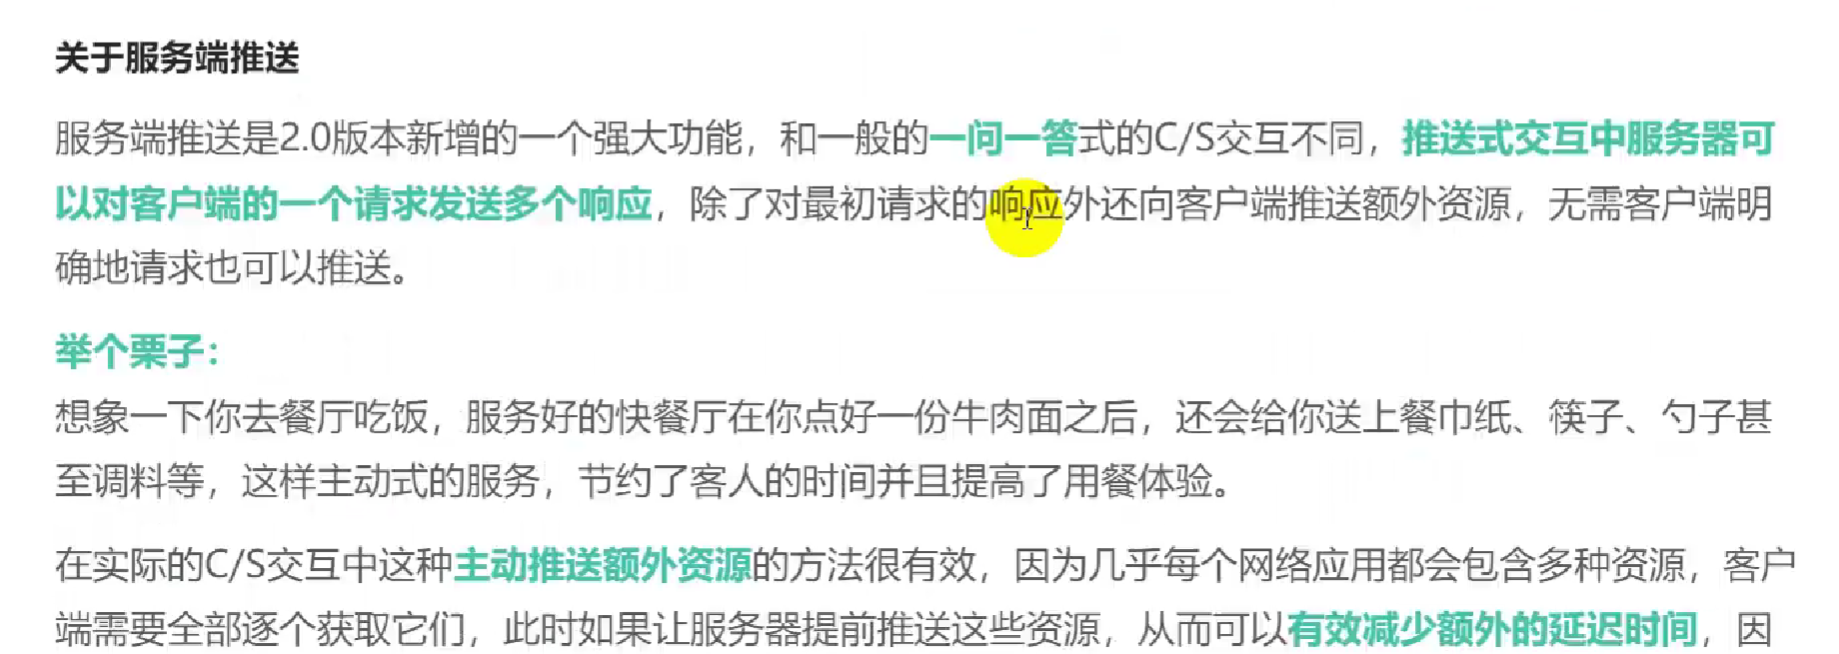 关于服务端推送
服务端推送是2.0版本新增的一个强大功能，和一般的一问一答式的C/S交互不同，推送式交互中服务器可
以对客户端的一个请求发送多个响应，除了对最初请求的响应外还向客户端推送额外资源，无需客户端明
确地请求也可以推送。
举个栗子：
想象一下你去餐厅吃饭，服务好的快餐厅在你点好一份牛肉面之后，还会给你送上餐巾纸、筷子、勺子甚
至调料等，这样主动式的服务，节约了客人的时间并且提高了用餐体验。
在实际的C/S交互中这种主动推送额外资源的方法很有效，因为几乎每个网络应用都会包含多种资源，客户
端需要全部逐个获取它们，此时如果让服务器提前推送这些资源，从而可以有效减少额外的延迟时间，因